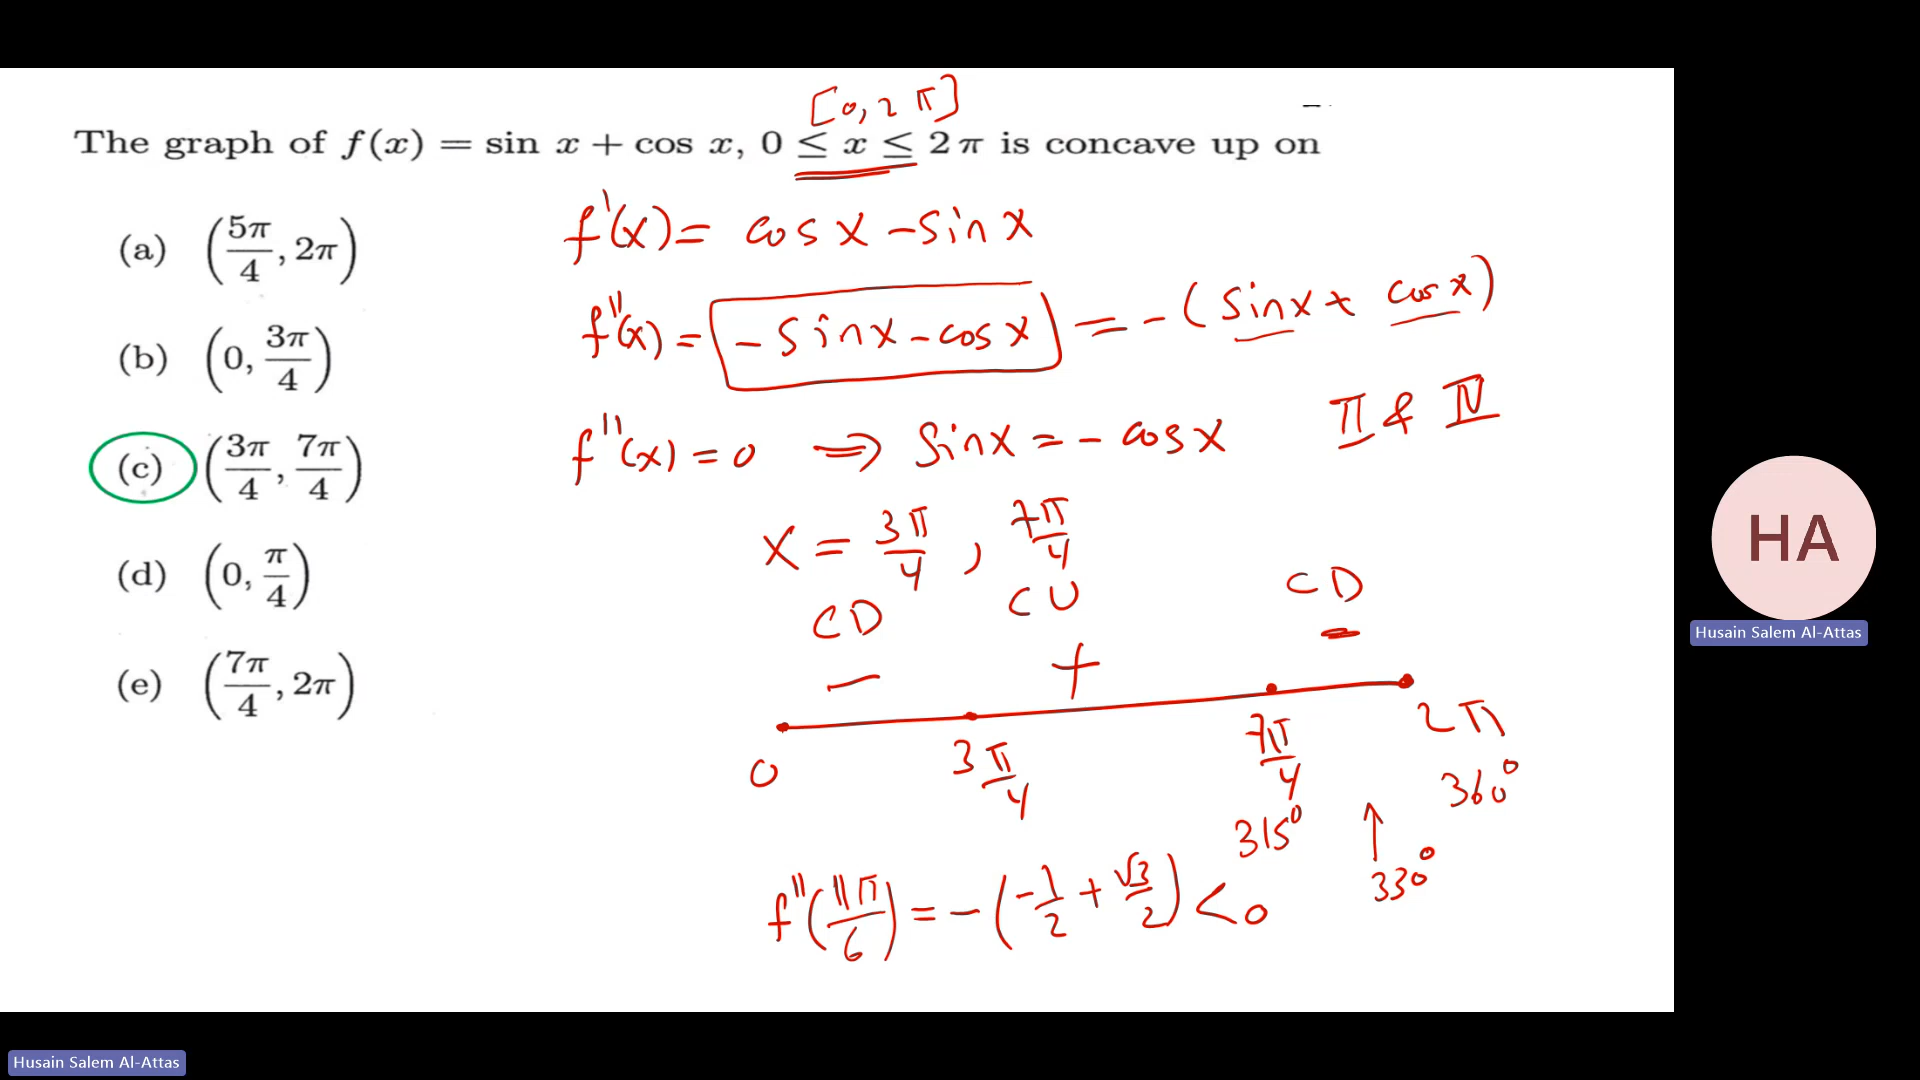 [0, 2π]
The graph of f(x) = sin x + cos x, 0 ≤ x ≤ 2π is concave up on
(a) (5π/4, 2π)
(b) (0, 3π/4)
(c) (3π/4, 7π/4)
(d) (0, π/4)
(e) (7π/4, 2π)
f'(x) = cos x - sin x
f''(x) = - sin x - cos x = - (sin x + cos x)
f''(x) = 0 ⇒ sin x = - cos x II & IV
x = 3π/4 , 7π/4
CD CU CD
- + -
0 3π/4 7π/4 2π
315° 360°
↑
330°
f''(11π/6) = - (-1/2 + √3/2) < 0
HA
Husain Salem Al-Attas
Husain Salem Al-Attas